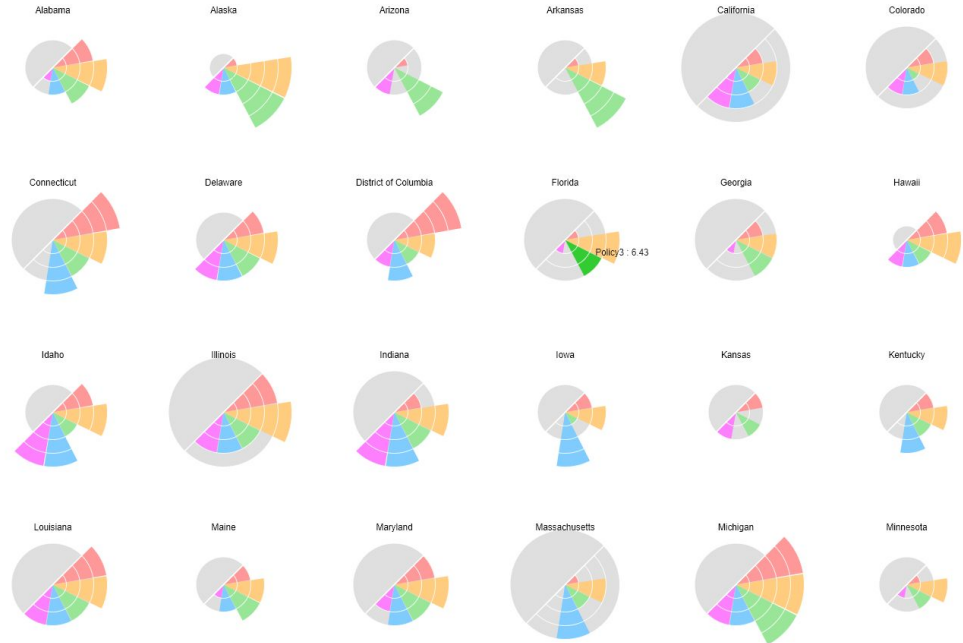 Alabama
Alaska
Arizona
Arkansas
California
Colorado
Connecticut
Delaware
District of Columbia
Florida
Georgia
Hawaii
Policy3 : 6.43
Idaho
Illinois
Indiana
Iowa
Kansas
Kentucky
Louisiana
Maine
Maryland
Massachusetts
Michigan
Minnesota